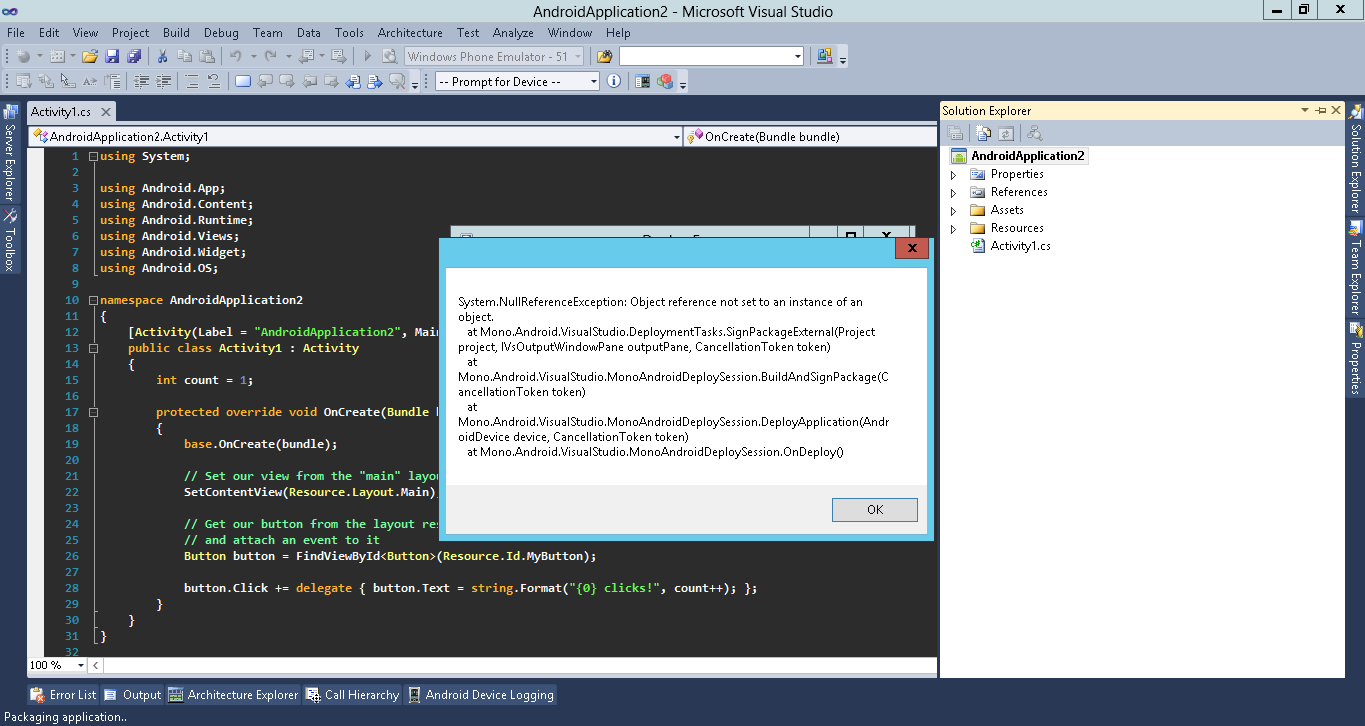 AndroidApplication2 - Microsoft Visual Studio
File Edit View Project Build Debug Team Data Tools Architecture Test Analyze Window Help
Windows Phone Emulator - 51
-- Prompt for Device --
Server Explorer
Toolbox
Activity1.cs
AndroidApplication2.Activity1
OnCreate(Bundle bundle)
1 using System;
2
3 using Android.App;
4 using Android.Content;
5 using Android.Runtime;
6 using Android.Views;
7 using Android.Widget;
8 using Android.OS;
9
10 namespace AndroidApplication2
11 {
12 [Activity(Label = "AndroidApplication2", Mai
13 public class Activity1 : Activity
14 {
15 int count = 1;
16
17 protected override void OnCreate(Bundle
18 {
19 base.OnCreate(bundle);
20
21 // Set our view from the "main" layou
22 SetContentView(Resource.Layout.Main)
23
24 // Get our button from the layout res
25 // and attach an event to it
26 Button button = FindViewById<Button>(Resource.Id.MyButton);
27
28 button.Click += delegate { button.Text = string.Format("{0} clicks!", count++); };
29 }
30 }
31 }
32
100 %
System.NullReferenceException: Object reference not set to an instance of an
object.
at Mono.Android.VisualStudio.DeploymentTasks.SignPackageExternal(Project
project, IVsOutputWindowPane outputPane, CancellationToken token)
at
Mono.Android.VisualStudio.MonoAndroidDeploySession.BuildAndSignPackage(C
ancellationToken token)
at
Mono.Android.VisualStudio.MonoAndroidDeploySession.DeployApplication(Andr
oidDevice device, CancellationToken token)
at Mono.Android.VisualStudio.MonoAndroidDeploySession.OnDeploy()
OK
Solution Explorer
AndroidApplication2
Properties
References
Assets
Resources
Activity1.cs
Solution Explorer
Team Explorer
Properties
Error List Output Architecture Explorer Call Hierarchy Android Device Logging
Packaging application..